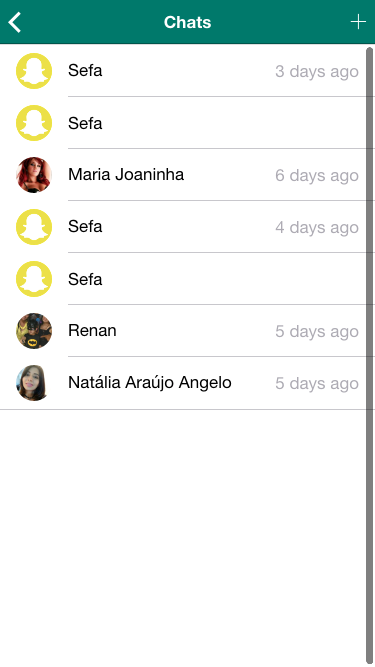 Chats
Sefa 3 days ago
Sefa
Maria Joaninha 6 days ago
Sefa 4 days ago
Sefa
Renan 5 days ago
Natália Araújo Angelo 5 days ago